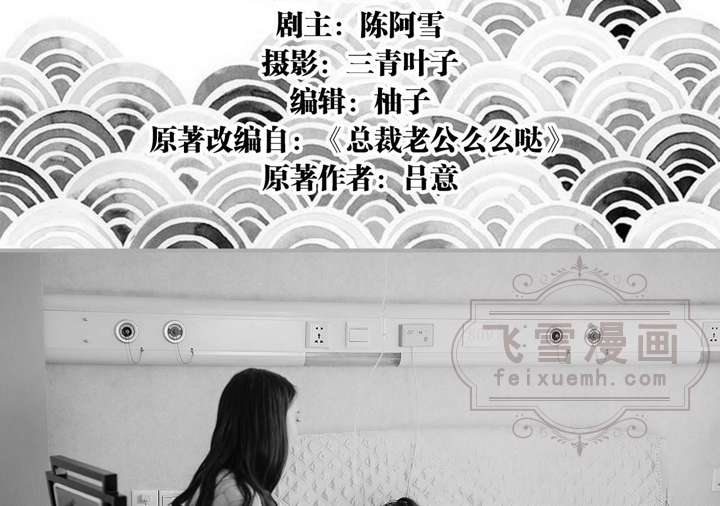 剧主：陈阿雪
摄影：三青叶子
编辑：柚子
原著改编自：《总裁老公么么哒》
原著作者：吕意
飞雪漫画
feixuemh.com